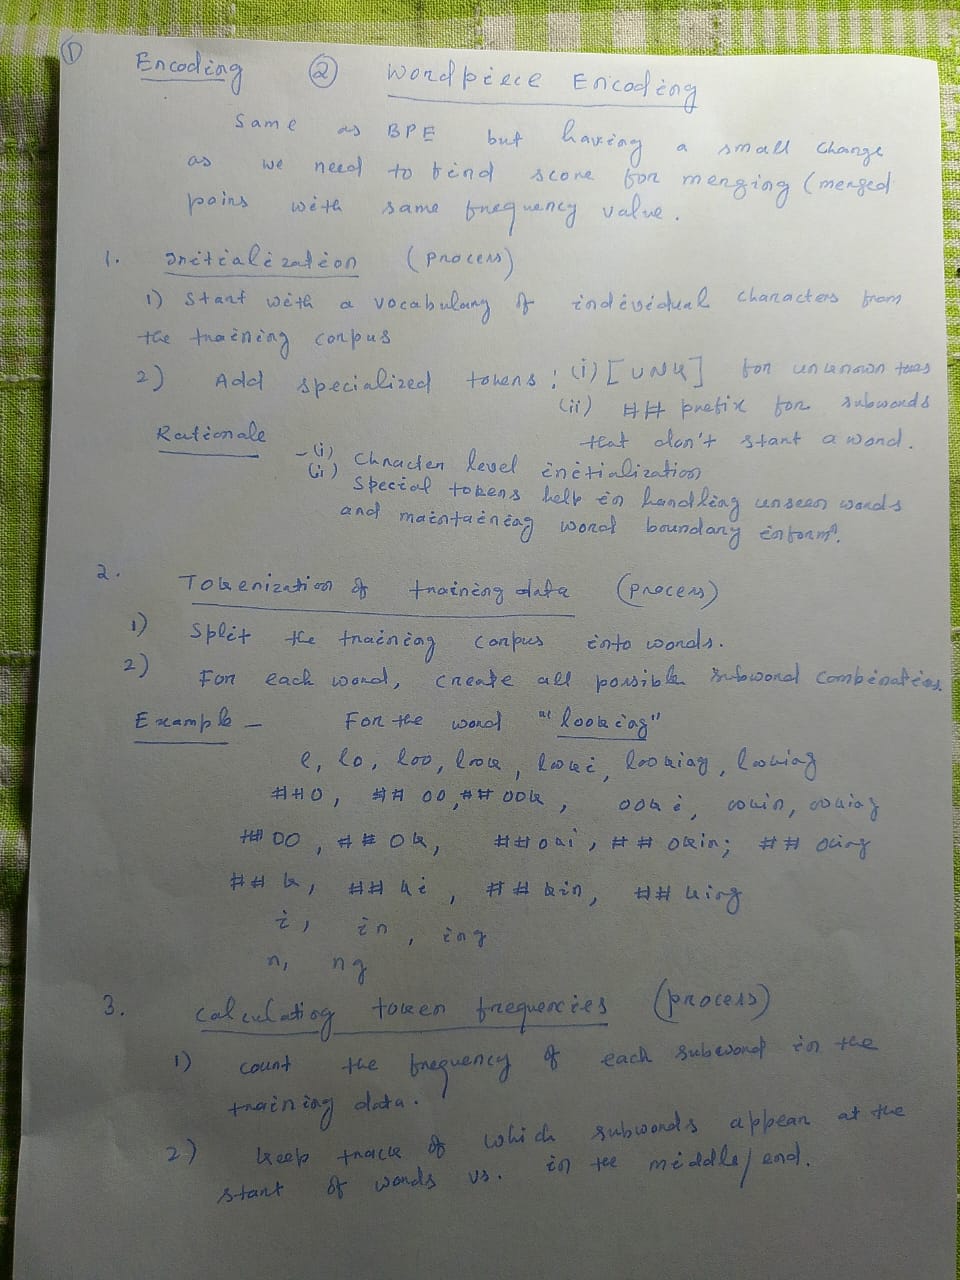 ①
Encoding ② Wordpiece Encoding
Same as BPE but having a small change
as we need to find score for merging (merged
pairs with same frequency value.
1. Initialization (process)
1) Start with a vocabulary of individual characters from
the training corpus
2) Add specialized tokens : (i) [UNK] for unknown
(ii) ## prefix for subwords
that don't start a word.
Rationale
- (i) Chracter level initialization
(ii) Special tokens help in handling unseen words
and maintaining word boundary inform^n.
2. Tokenization of training data (process)
1) Split the training corpus into words.
2) For each word, create all possible subword combinations.
Example - For the word "looking"
l, lo, loo, look, looki, looking, looking
##o, ##oo, ##ook, ooki, ookin, ooking
##oo, ##ok, ##oki, ##okin; ##oking
##k, ##ki, ##kin, ##king
i, in, ing
n, ng
3. Calculating token frequencies (process)
1) count the frequency of each subword in the
training data.
2) keep track of which subwords appear at the
start of words vs. in the middle/end.